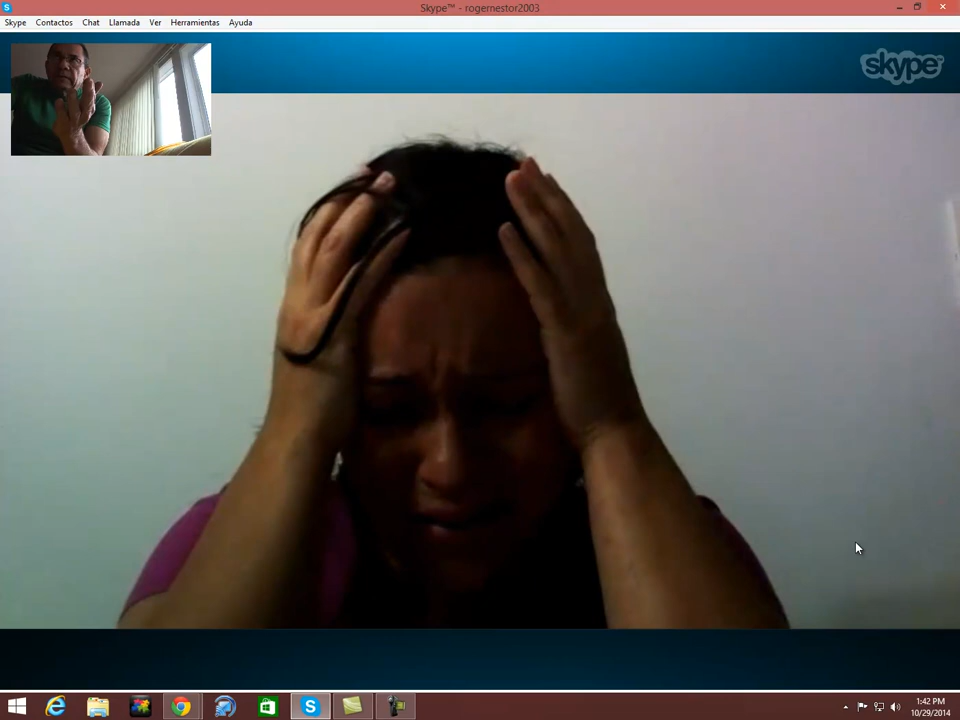 Skype™ - rogernestor2003
Skype Contactos Chat Llamada Ver Herramientas Ayuda
skype
1:42 PM
10/29/2014